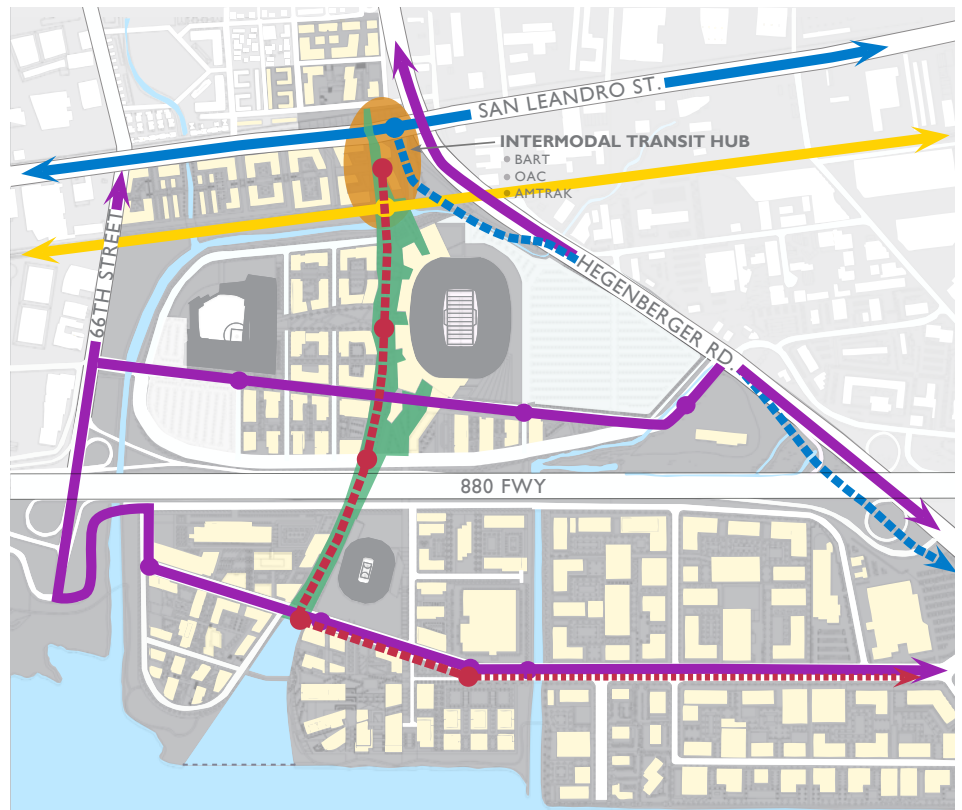 SAN LEANDRO ST.
INTERMODAL TRANSIT HUB
BART
OAC
AMTRAK
66TH STREET
HEGENBERGER RD.
880 FWY